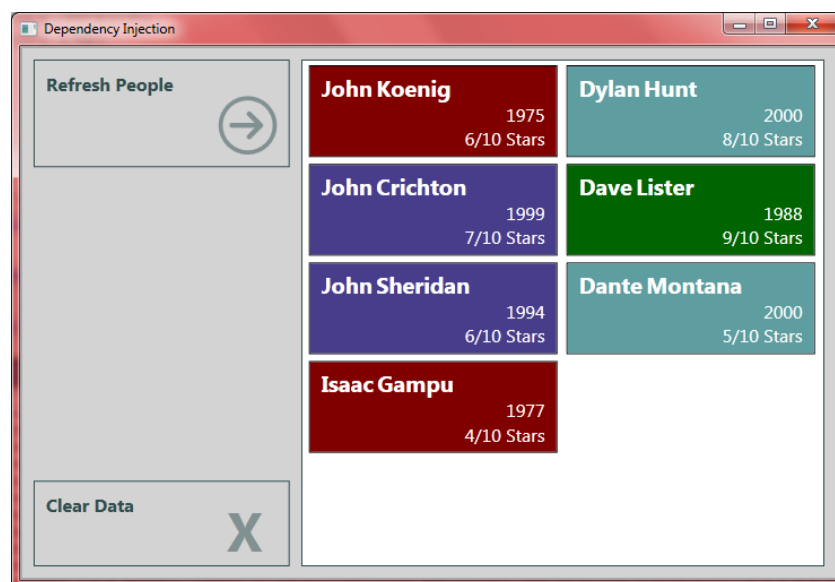 Dependency Injection
Refresh People
Clear Data
X
John Koenig
1975
6/10 Stars
Dylan Hunt
2000
8/10 Stars
John Crichton
1999
7/10 Stars
Dave Lister
1988
9/10 Stars
John Sheridan
1994
6/10 Stars
Dante Montana
2000
5/10 Stars
Isaac Gampu
1977
4/10 Stars